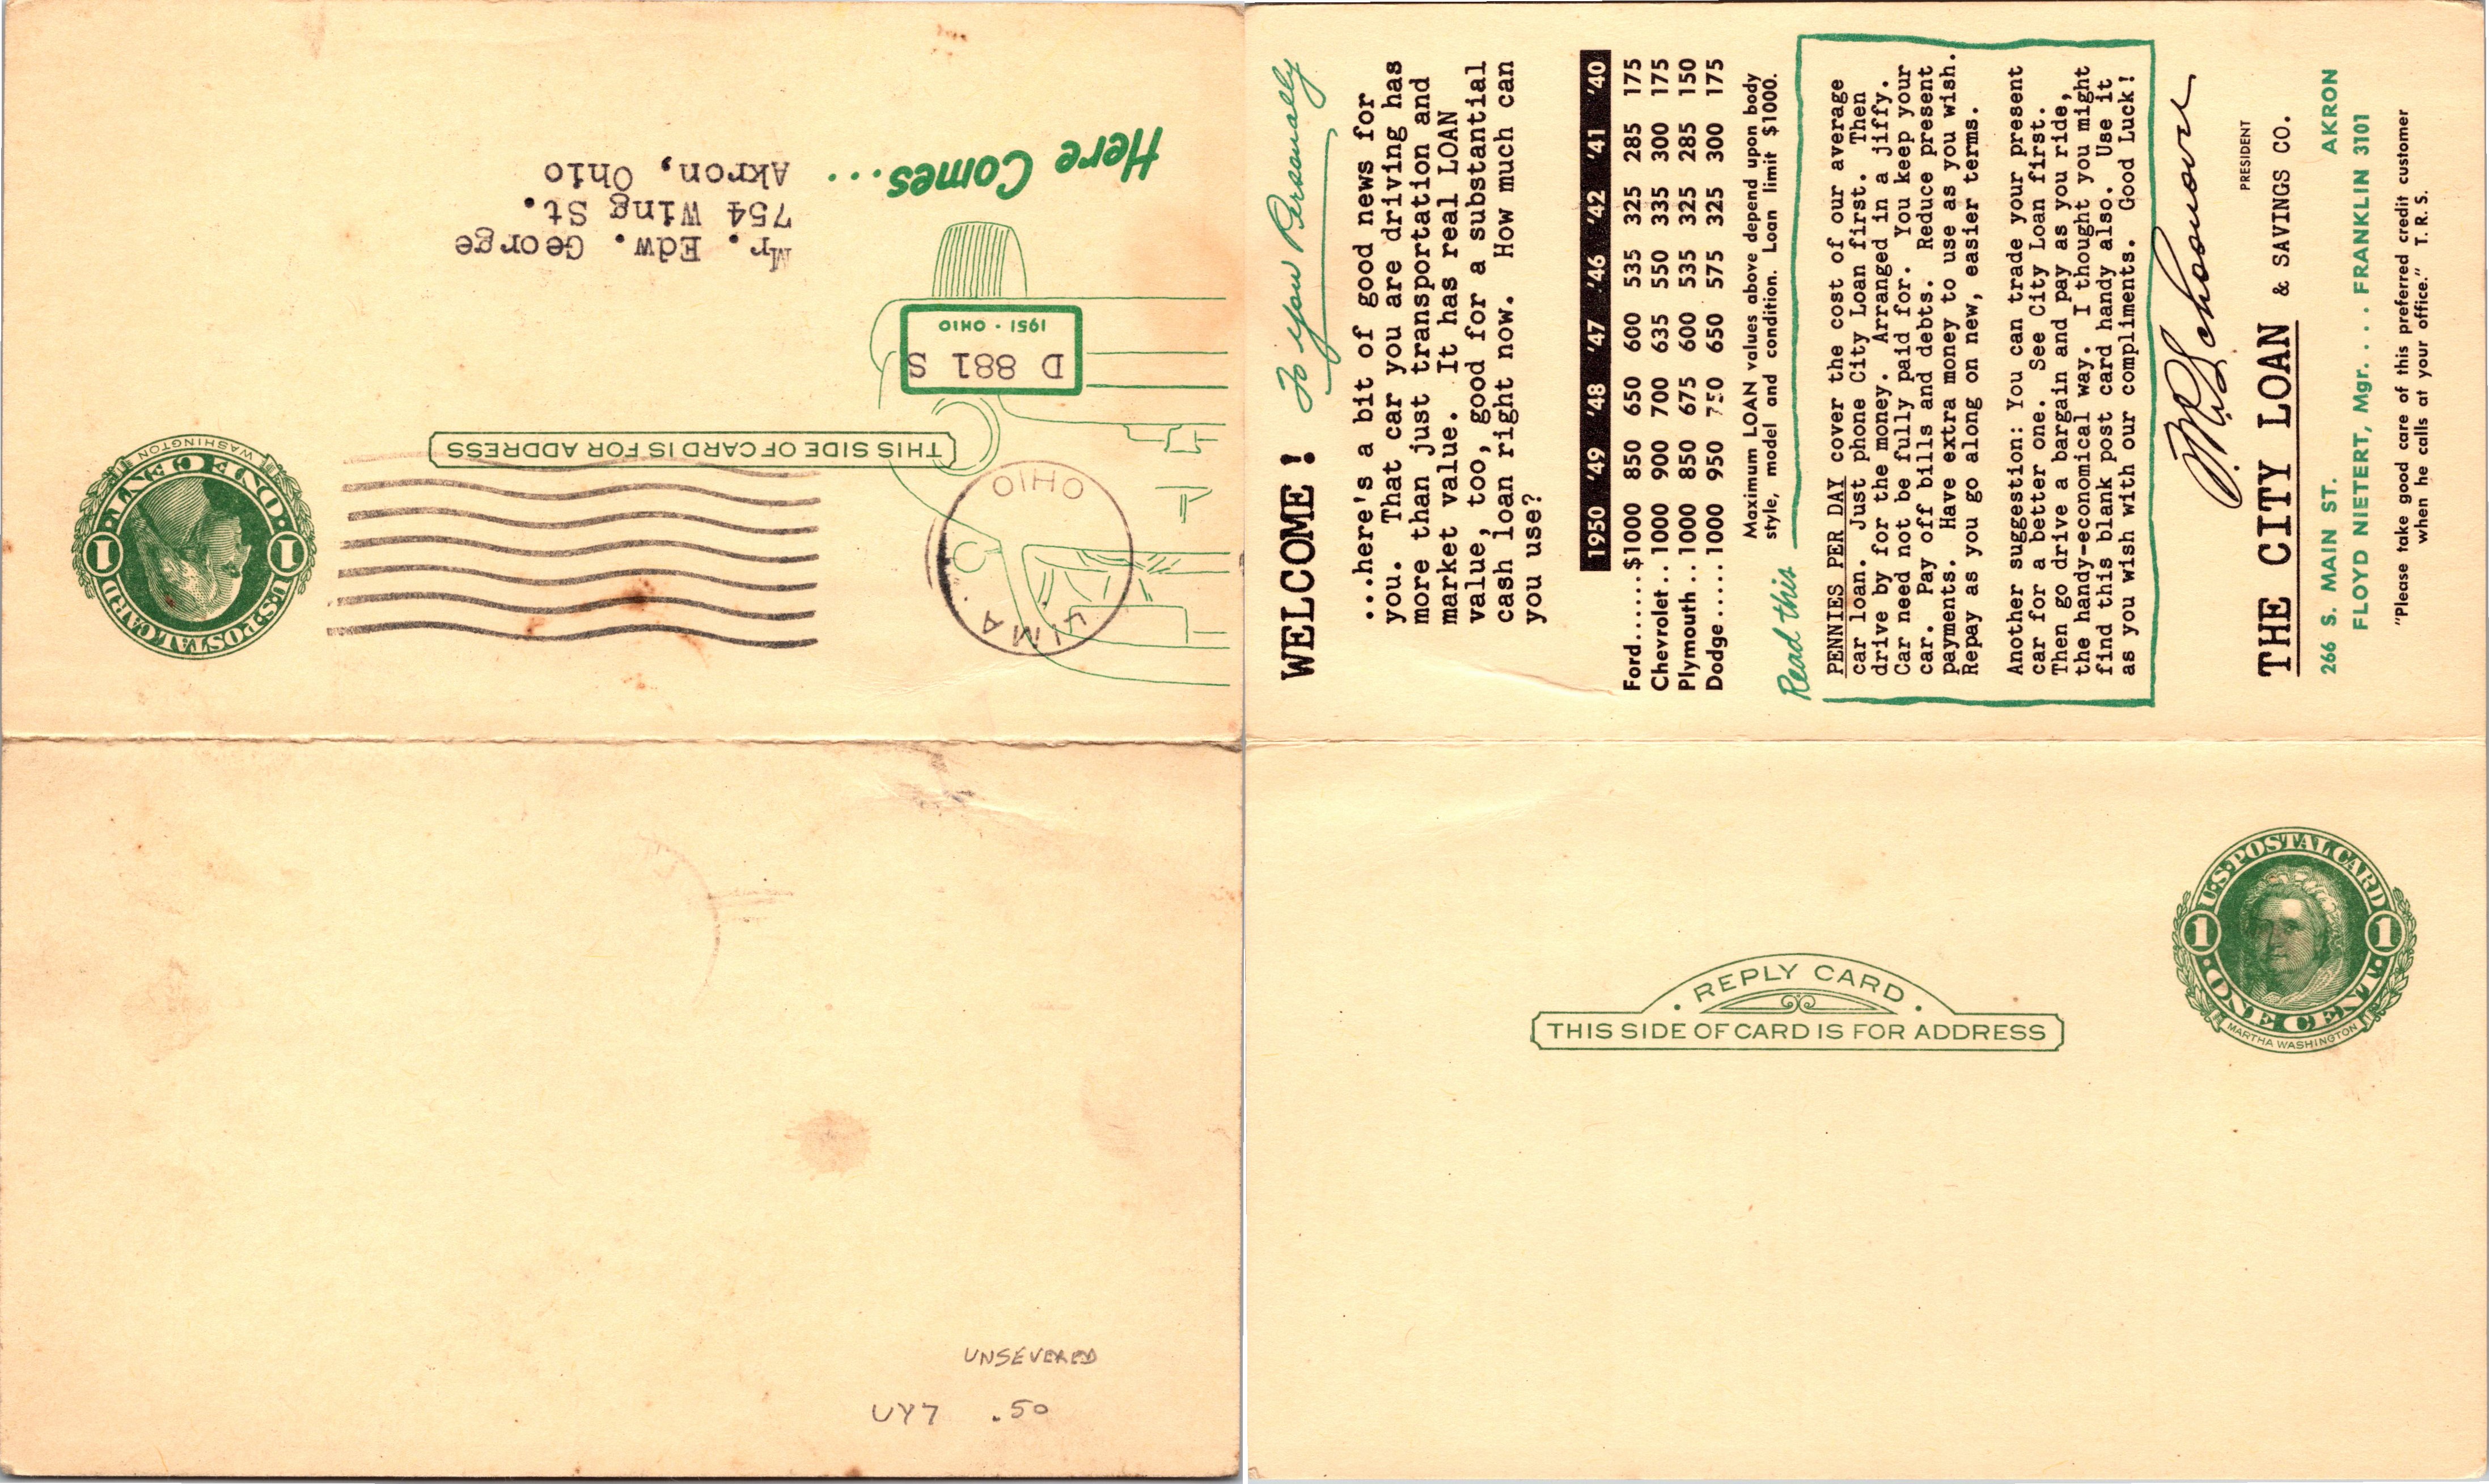 Here Comes...
Mr. Edw. George
754 Wing St.
Akron, Ohio
D 881 S
1951 · OHIO
THIS SIDE OF CARD IS FOR ADDRESS
U·S·POSTAL CARD
1 1
·ONE CENT·
WASHINGTON
LIMA
OHIO
UNSEVERED
UY7 .50
WELCOME! To you Personally
...here's a bit of good news for
you. That car you are driving has
more than just transportation and
market value. It has real LOAN
value, too, good for a substantial
cash loan right now. How much can
you use?
1950 '49 '48 '47 '46 '42 '41 '40
Ford......$1000 850 650 600 535 325 285 175
Chevrolet.. 1000 900 700 635 550 335 300 175
Plymouth... 1000 850 675 600 535 325 285 150
Dodge...... 1000 950 750 650 575 325 300 175
Maximum LOAN values above depend upon body
style, model and condition. Loan limit $1000.
Read this
PENNIES PER DAY cover the cost of our average
car loan. Just phone City Loan first. Then
drive by for the money. Arranged in a jiffy.
Car need not be fully paid for. You keep your
car. Pay off bills and debts. Reduce present
payments. Have extra money to use as you wish.
Repay as you go along on new, easier terms.
Another suggestion: You can trade your present
car for a better one. See City Loan first.
Then go drive a bargain and pay as you ride,
the handy-economical way. I thought you might
find this blank post card handy also. Use it
as you wish with our compliments. Good Luck!
PRESIDENT
THE CITY LOAN & SAVINGS CO.
266 S. MAIN ST. AKRON
FLOYD NIETERT, Mgr. ... FRANKLIN 3101
"Please take good care of this preferred credit customer
when he calls at your office." T. R. S.
U·S·POSTAL CARD
1 1
·ONE CENT·
MARTHA WASHINGTON
· REPLY CARD ·
THIS SIDE OF CARD IS FOR ADDRESS